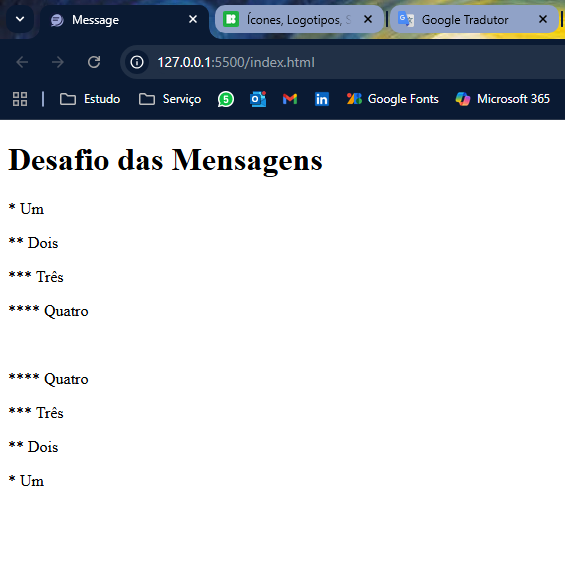 Message
Ícones, Logotipos, S
Google Tradutor
127.0.0.1:5500/index.html
Estudo
Serviço
5
Google Fonts
Microsoft 365
Desafio das Mensagens
* Um
** Dois
*** Três
**** Quatro
**** Quatro
*** Três
** Dois
* Um